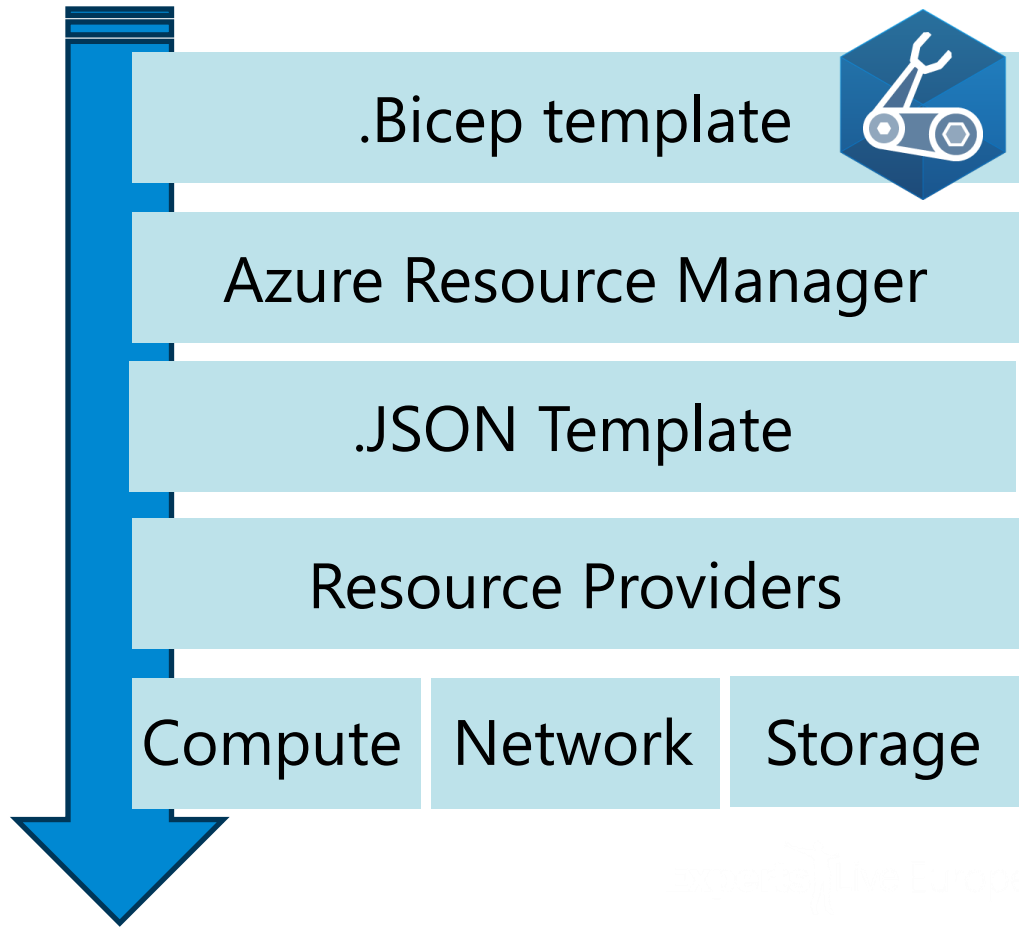 .Bicep template
Azure Resource Manager
.JSON Template
Resource Providers
Compute
Network
Storage